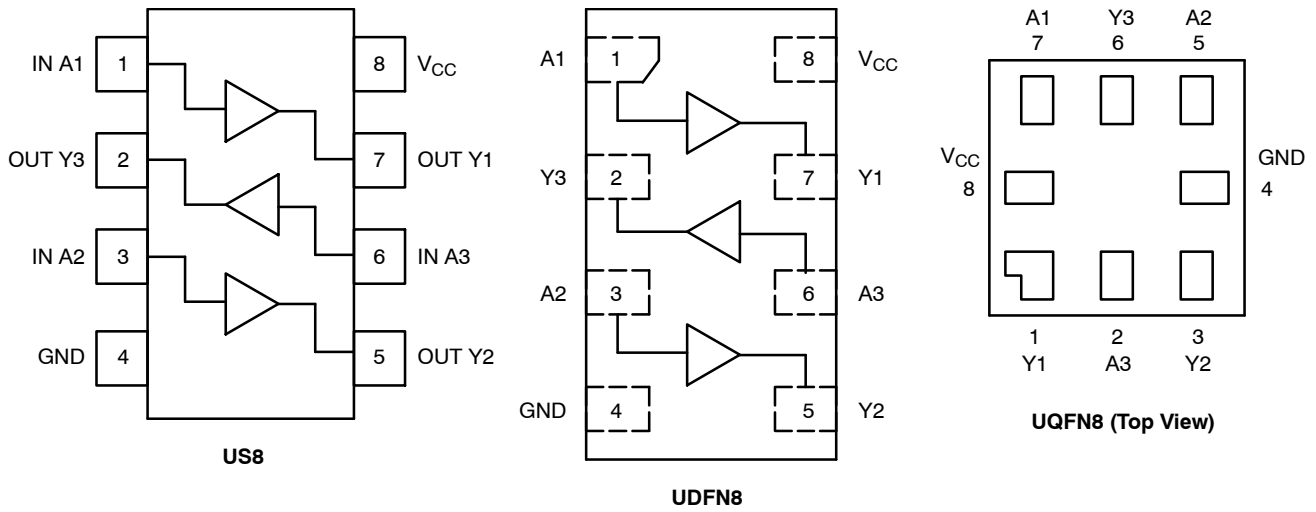 IN A1 1 8 VCC
OUT Y3 2 7 OUT Y1
IN A2 3 6 IN A3
GND 4 5 OUT Y2
US8
A1 1 8 VCC
Y3 2 7 Y1
A2 3 6 A3
GND 4 5 Y2
UDFN8
A1 Y3 A2
7 6 5
VCC GND
8 4
1 2 3
Y1 A3 Y2
UQFN8 (Top View)